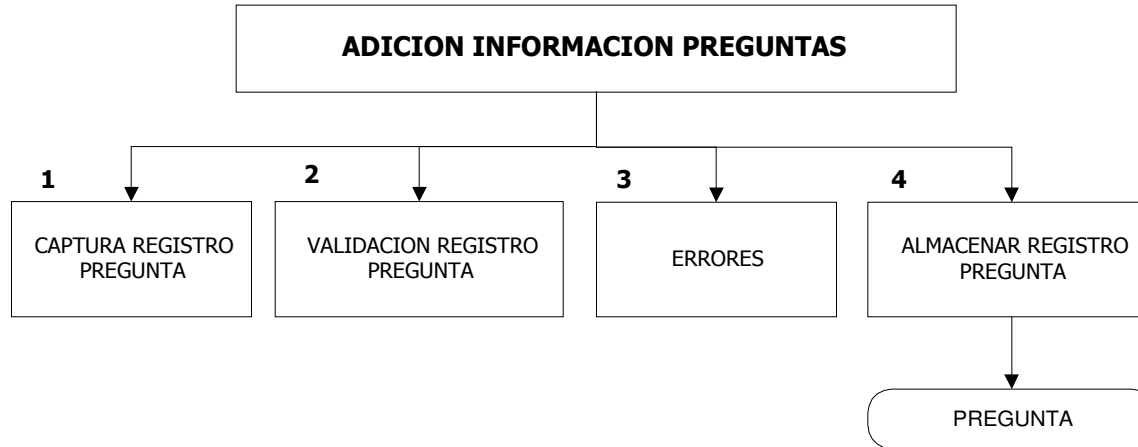 ADICION INFORMACION PREGUNTAS
1
CAPTURA REGISTRO
PREGUNTA
2
VALIDACION REGISTRO
PREGUNTA
3
ERRORES
4
ALMACENAR REGISTRO
PREGUNTA
PREGUNTA